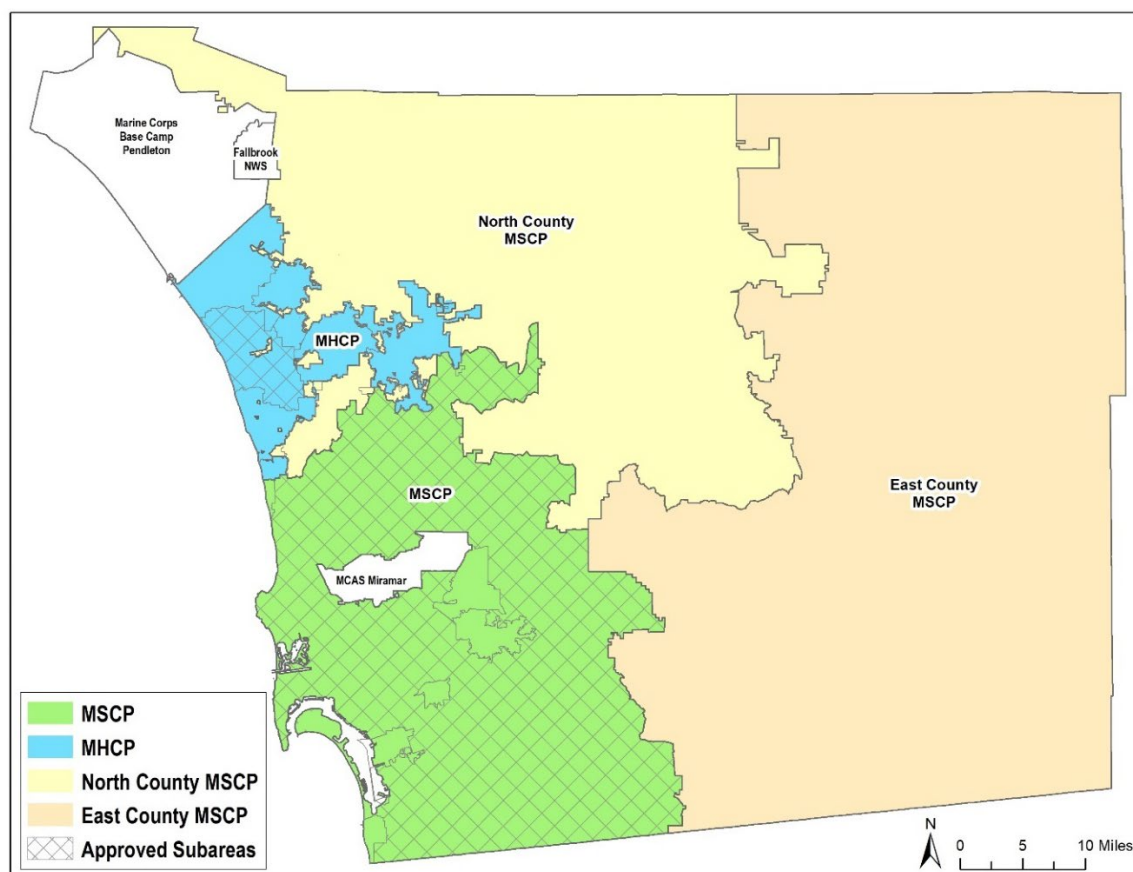 Marine Corps
Base Camp
Pendleton
Fallbrook
NWS
North County
MSCP
MHCP
MSCP
East County
MSCP
MCAS Miramar
MSCP
MHCP
North County MSCP
East County MSCP
Approved Subareas
N
0 5 10 Miles